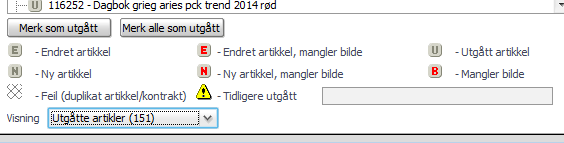 U 116252 - Dagbok grieg aries pck trend 2014 rød
Merk som utgått Merk alle som utgått
E - Endret artikkel E - Endret artikkel, mangler bilde U - Utgått artikkel
N - Ny artikkel N - Ny artikkel, mangler bilde B - Mangler bilde
- Feil (duplikat artikkel/kontrakt) - Tidligere utgått
Visning Utgåtte artikler (151)